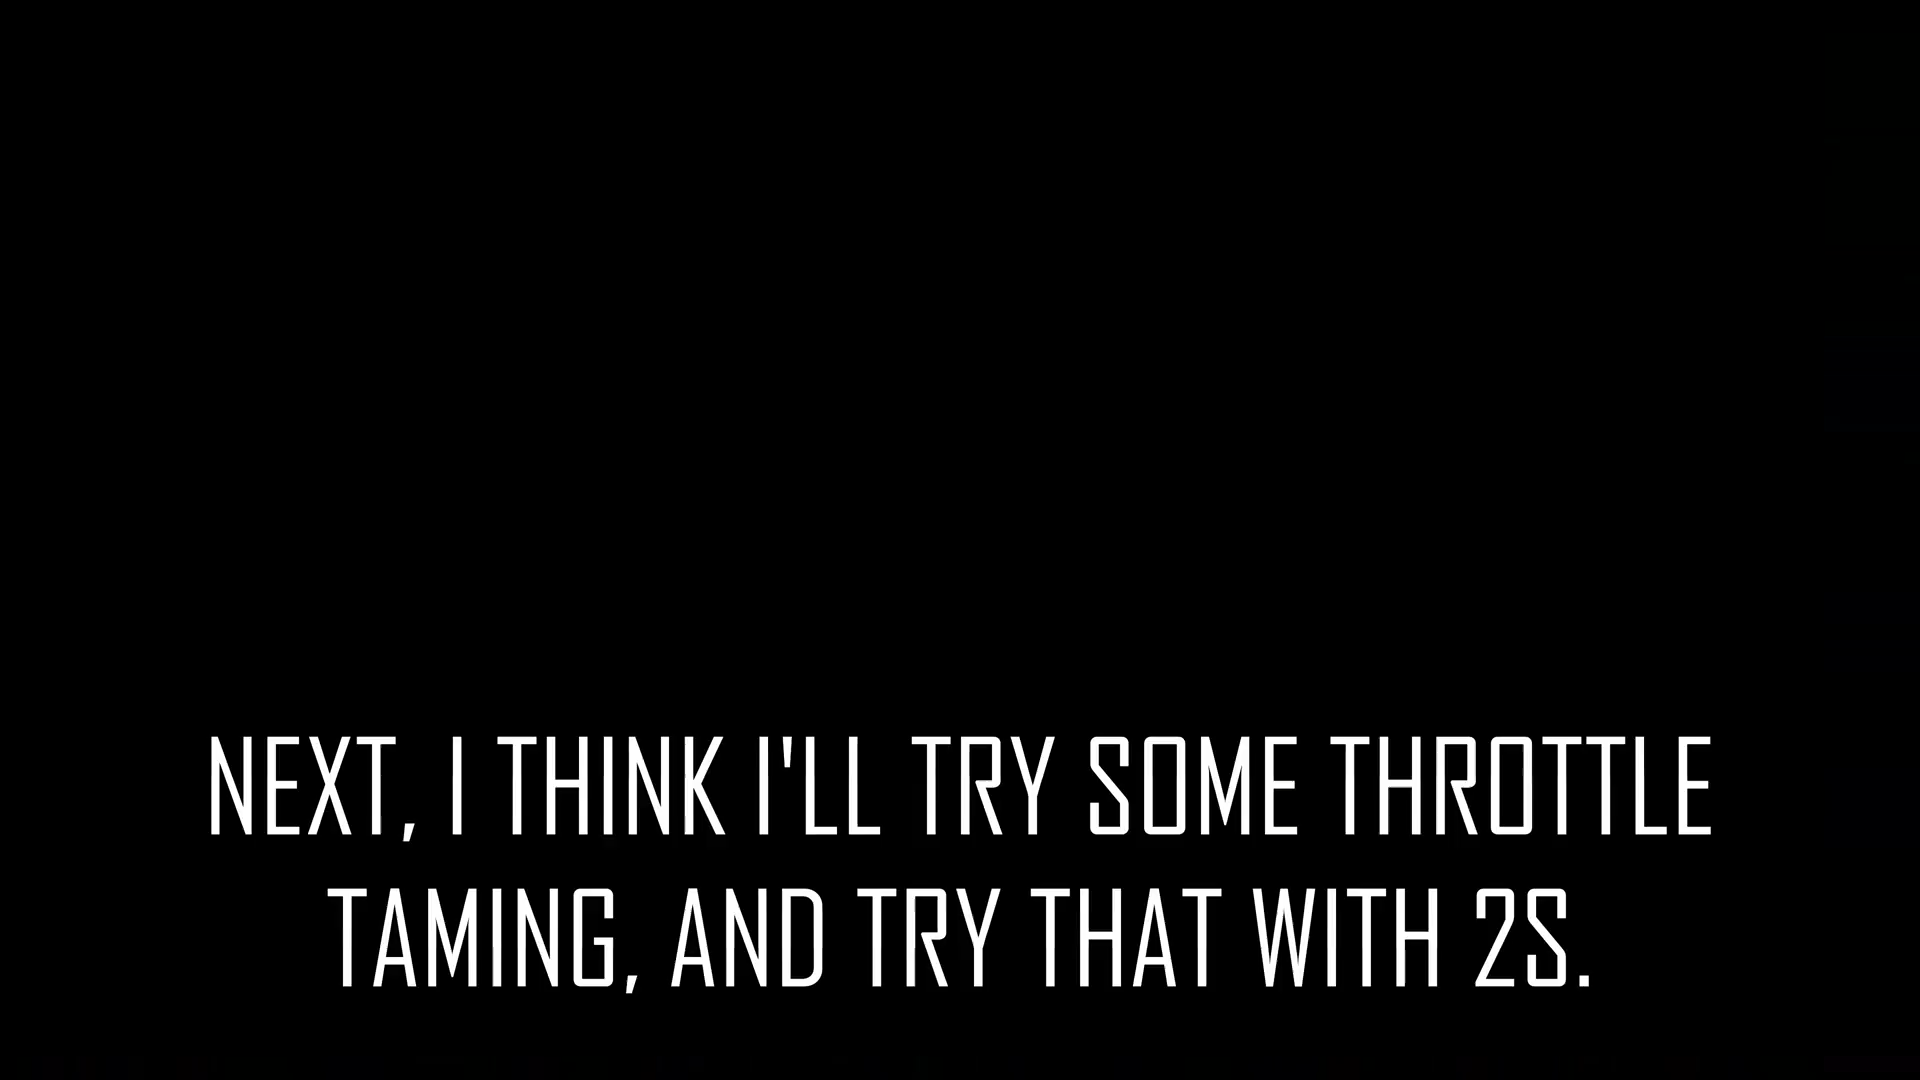 NEXT, I THINK I'LL TRY SOME THROTTLE
TAMING, AND TRY THAT WITH 2S.